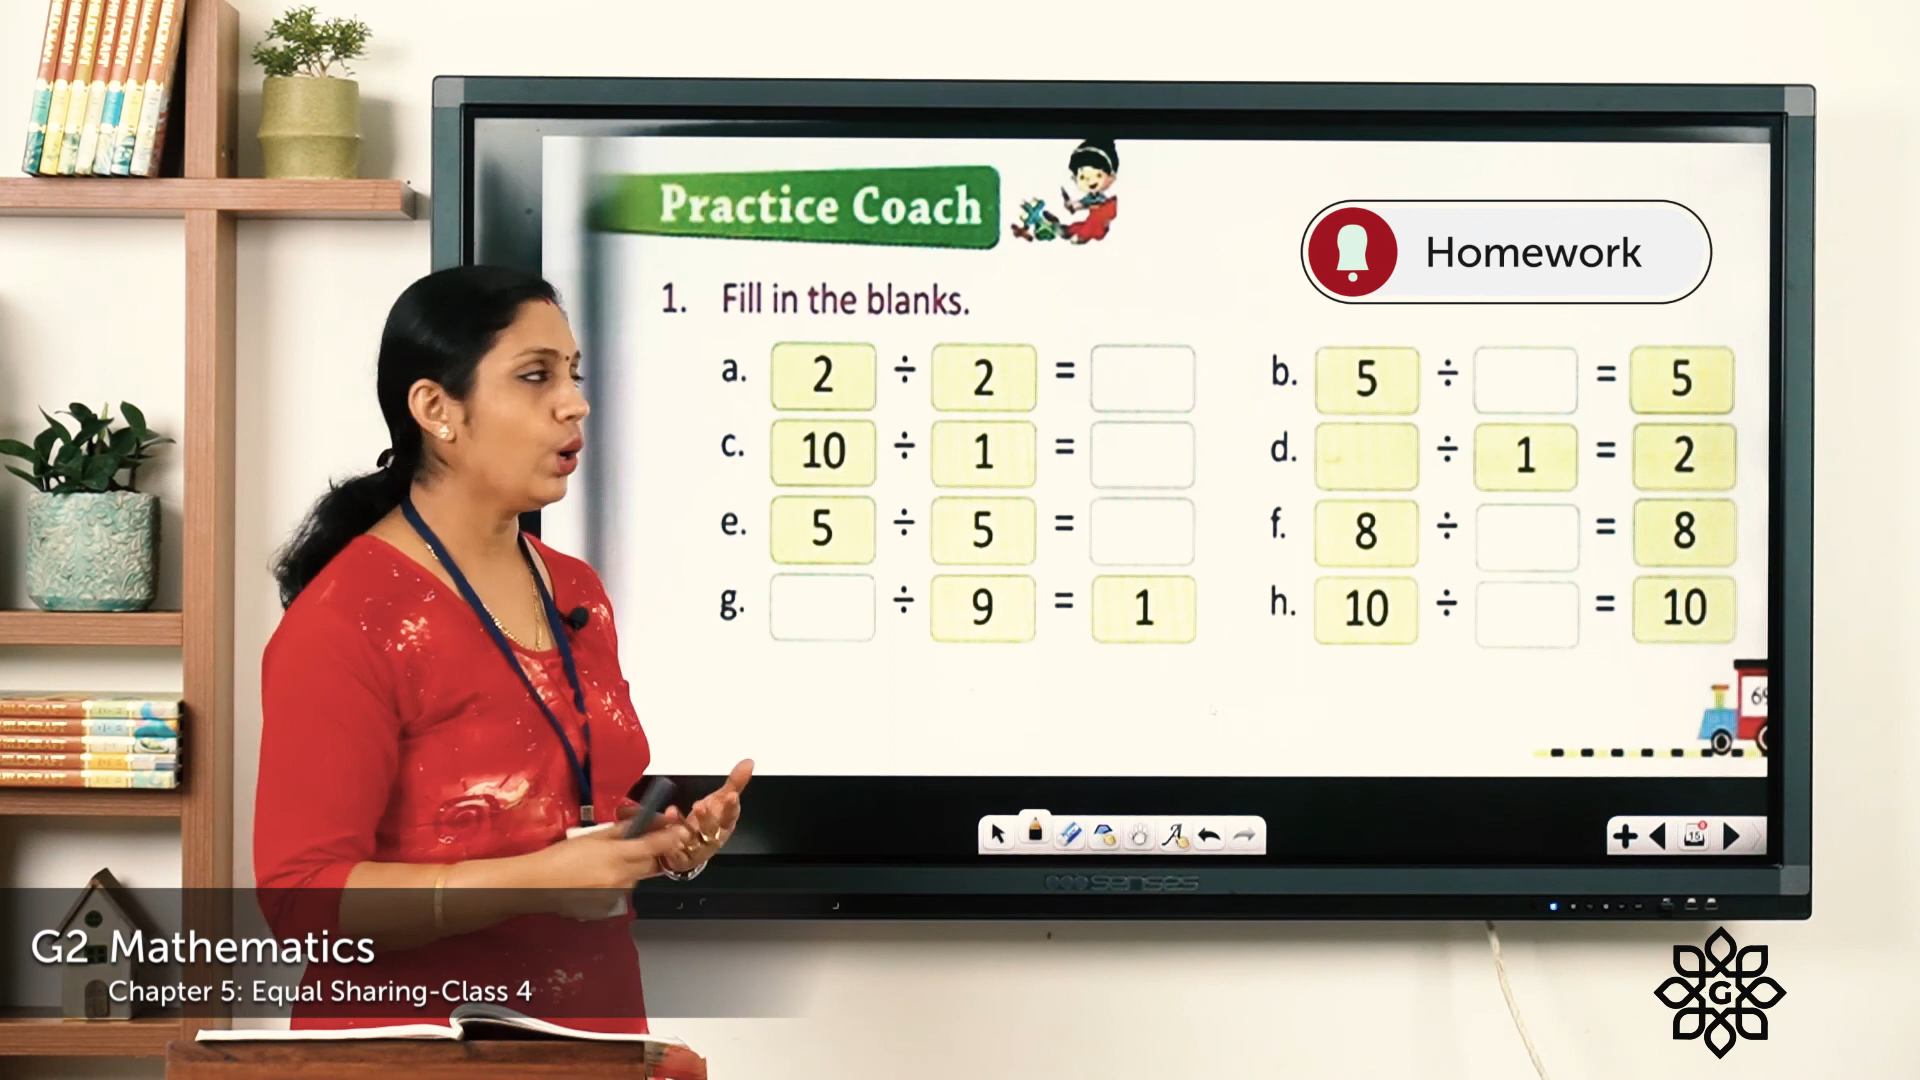 Practice Coach
Homework
1. Fill in the blanks.
a. 2 ÷ 2 =
b. 5 ÷ = 5
c. 10 ÷ 1 =
d. ÷ 1 = 2
e. 5 ÷ 5 =
f. 8 ÷ = 8
g. ÷ 9 = 1
h. 10 ÷ = 10
senses
G2 Mathematics
Chapter 5: Equal Sharing-Class 4
G